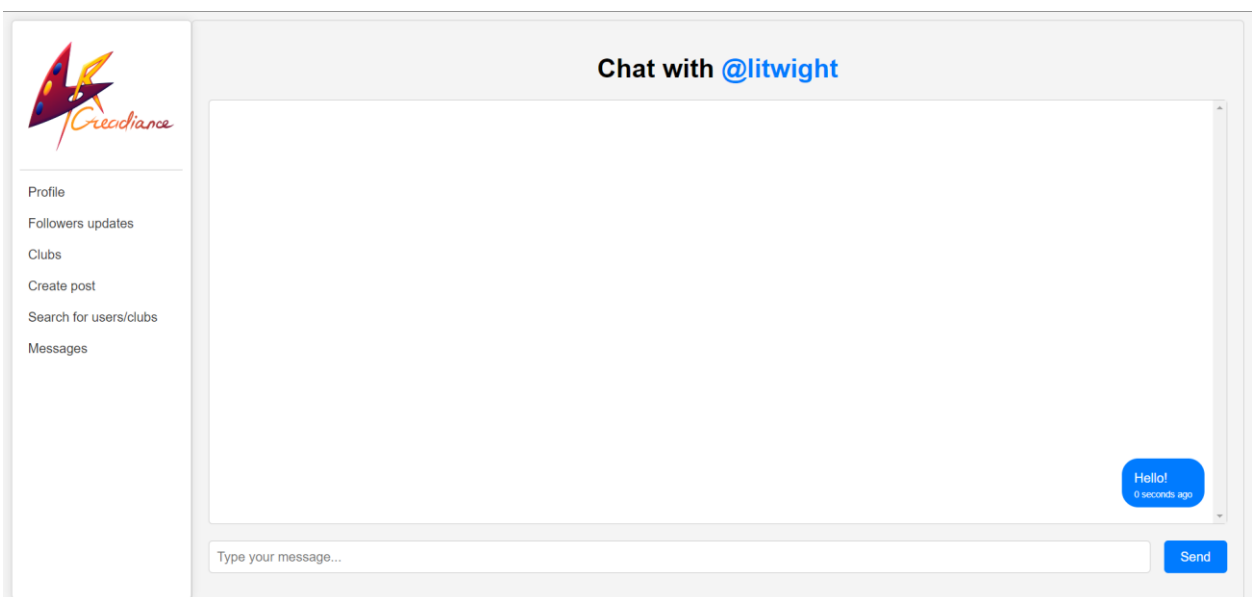 Creadiance
Profile
Followers updates
Clubs
Create post
Search for users/clubs
Messages
Chat with @litwight
Hello!
0 seconds ago
Type your message...
Send